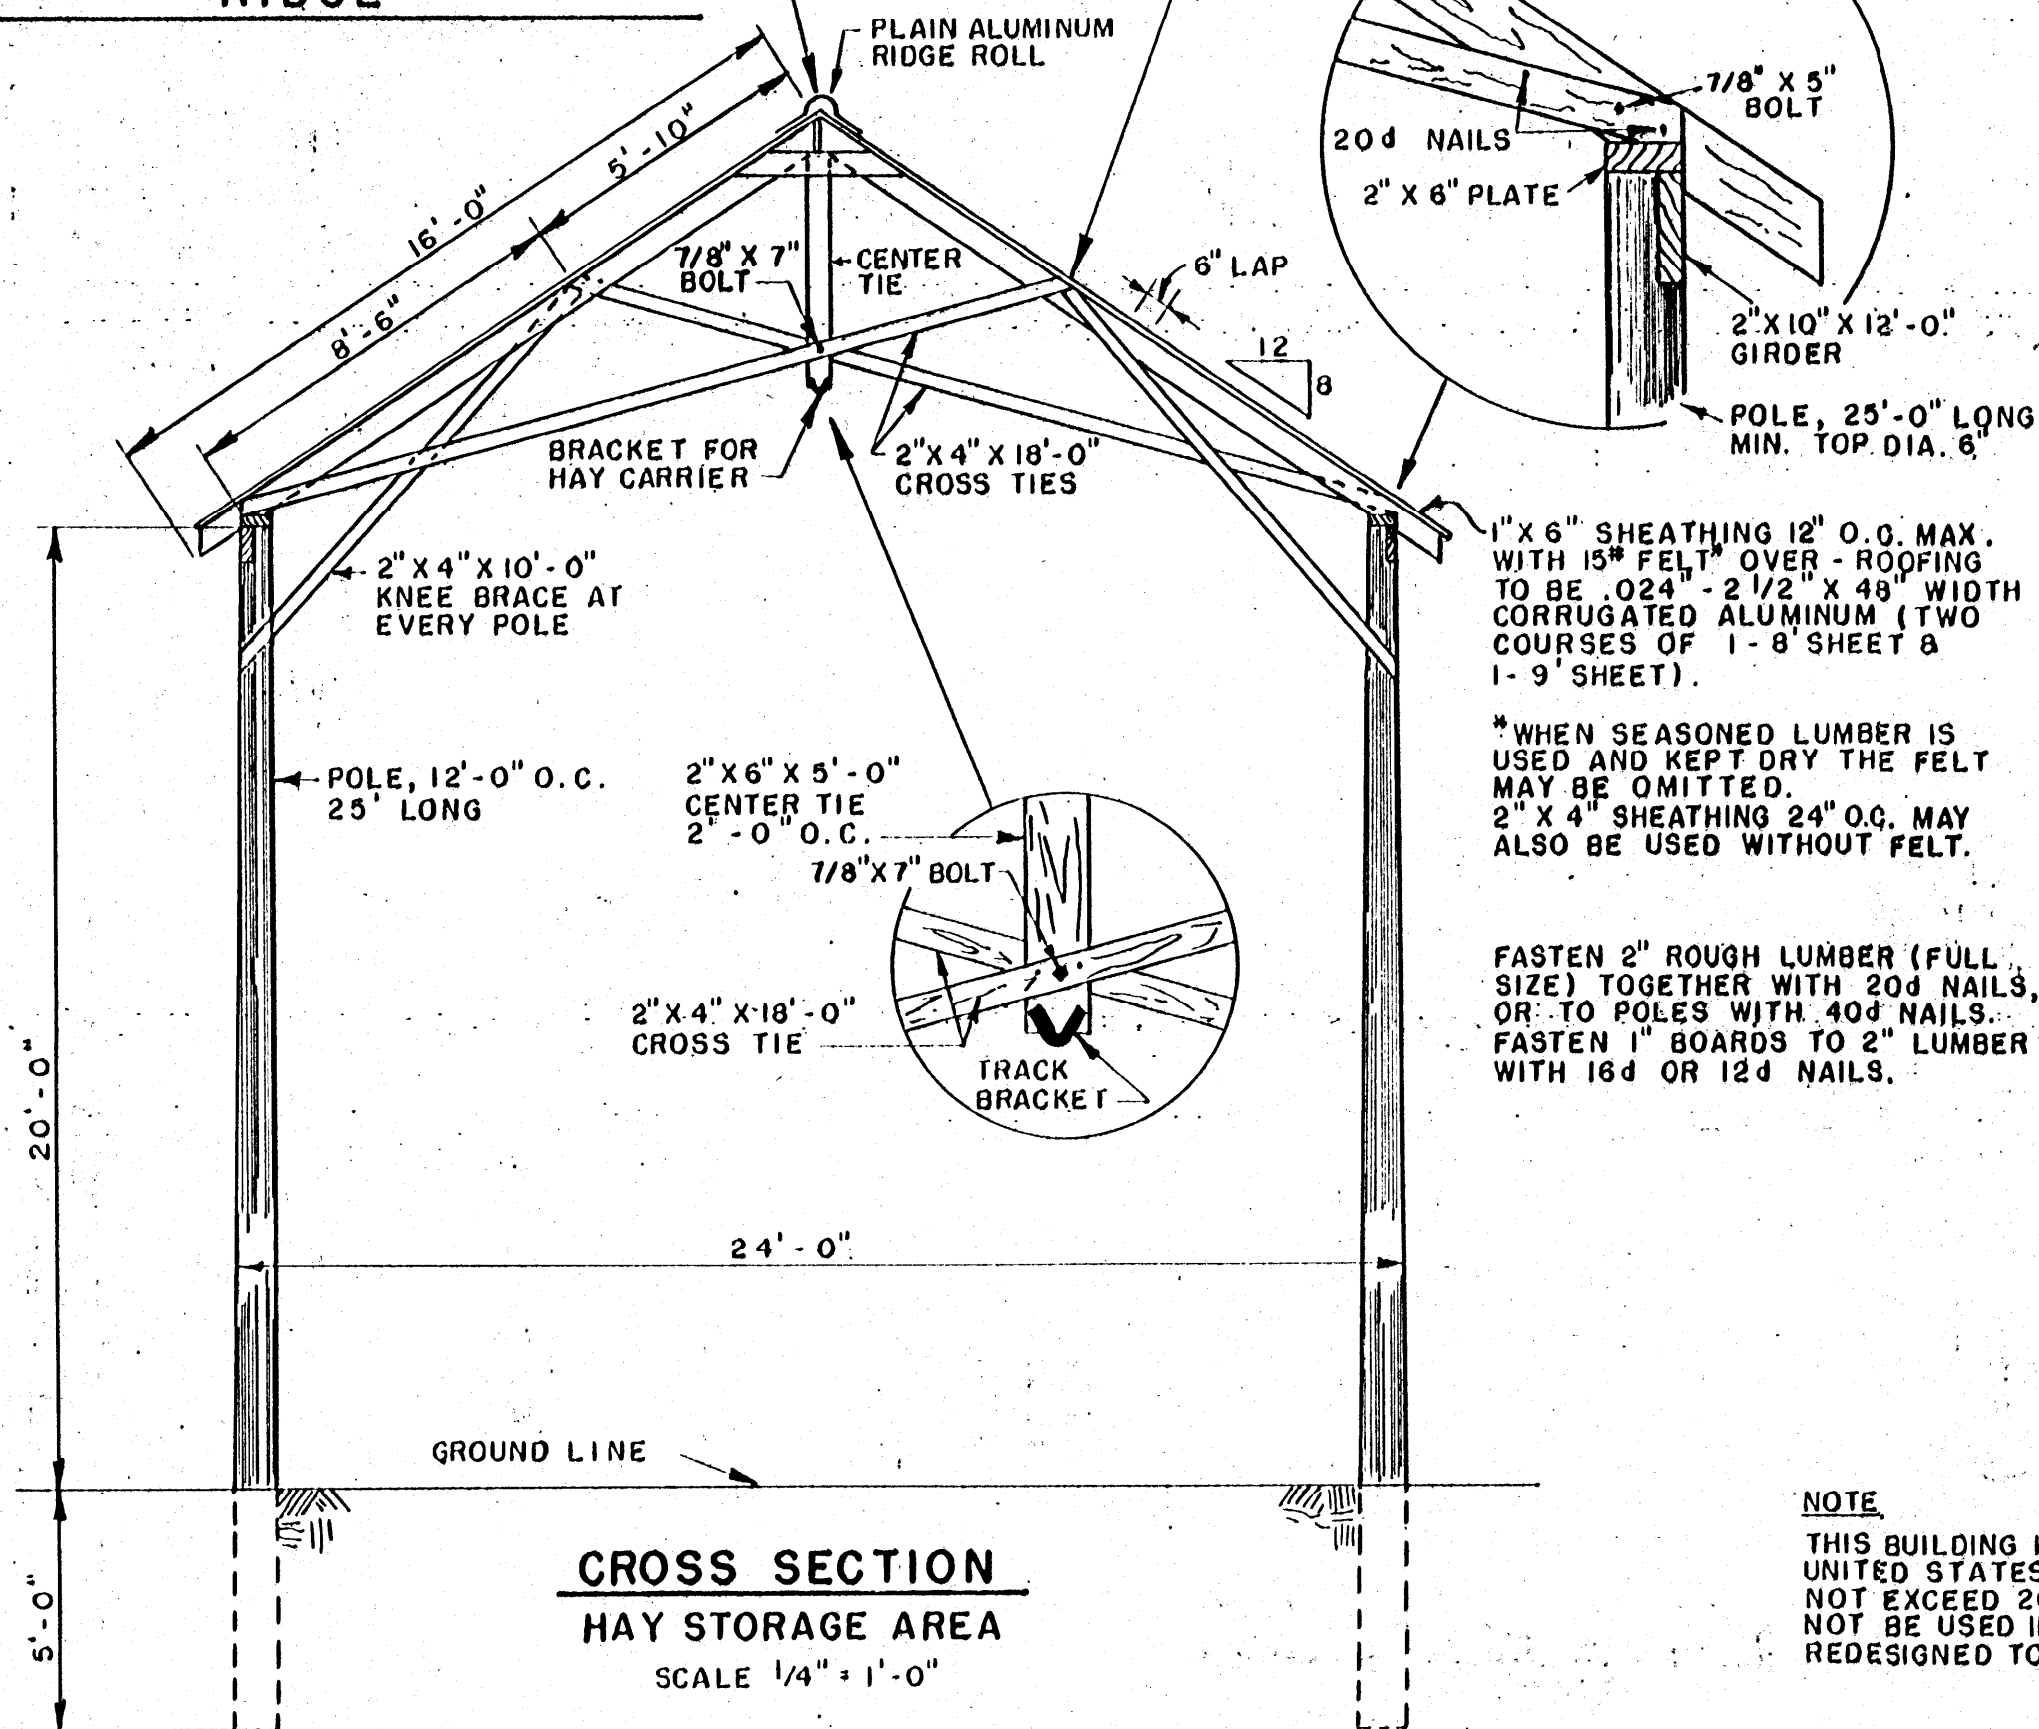 PLAIN ALUMINUM
RIDGE ROLL
16'-0"
5'-10"
8'-6"
7/8" X 7"
BOLT
CENTER
TIE
6" LAP
12
8
BRACKET FOR
HAY CARRIER
2" X 4" X 18'-0"
CROSS TIES
7/8" X 5"
BOLT
20d NAILS
2" X 6" PLATE
2" X 10" X 12'-0"
GIRDER
POLE, 25'-0" LONG
MIN. TOP DIA. 6"
2" X 4" X 10'-0"
KNEE BRACE AT
EVERY POLE
1" X 6" SHEATHING 12" O.C. MAX.
WITH 15# FELT* OVER - ROOFING
TO BE .024" - 2 1/2" X 48" WIDTH
CORRUGATED ALUMINUM (TWO
COURSES OF 1 - 8' SHEET &
1 - 9' SHEET).
*WHEN SEASONED LUMBER IS
USED AND KEPT DRY THE FELT
MAY BE OMITTED.
2" X 4" SHEATHING 24" O.C. MAY
ALSO BE USED WITHOUT FELT.
POLE, 12'-0" O.C.
25' LONG
2" X 6" X 5'-0"
CENTER TIE
2'-0" O.C.
7/8" X 7" BOLT
2" X 4" X 18'-0"
CROSS TIE
TRACK
BRACKET
FASTEN 2" ROUGH LUMBER (FULL
SIZE) TOGETHER WITH 20d NAILS,
OR TO POLES WITH 40d NAILS.
FASTEN 1" BOARDS TO 2" LUMBER
WITH 16d OR 12d NAILS.
20'-0"
24'-0"
GROUND LINE
5'-0"
CROSS SECTION
HAY STORAGE AREA
SCALE 1/4" = 1'-0"
NOTE
THIS BUILDING
UNITED STATES
NOT EXCEED
NOT BE USED
REDESIGNED TO